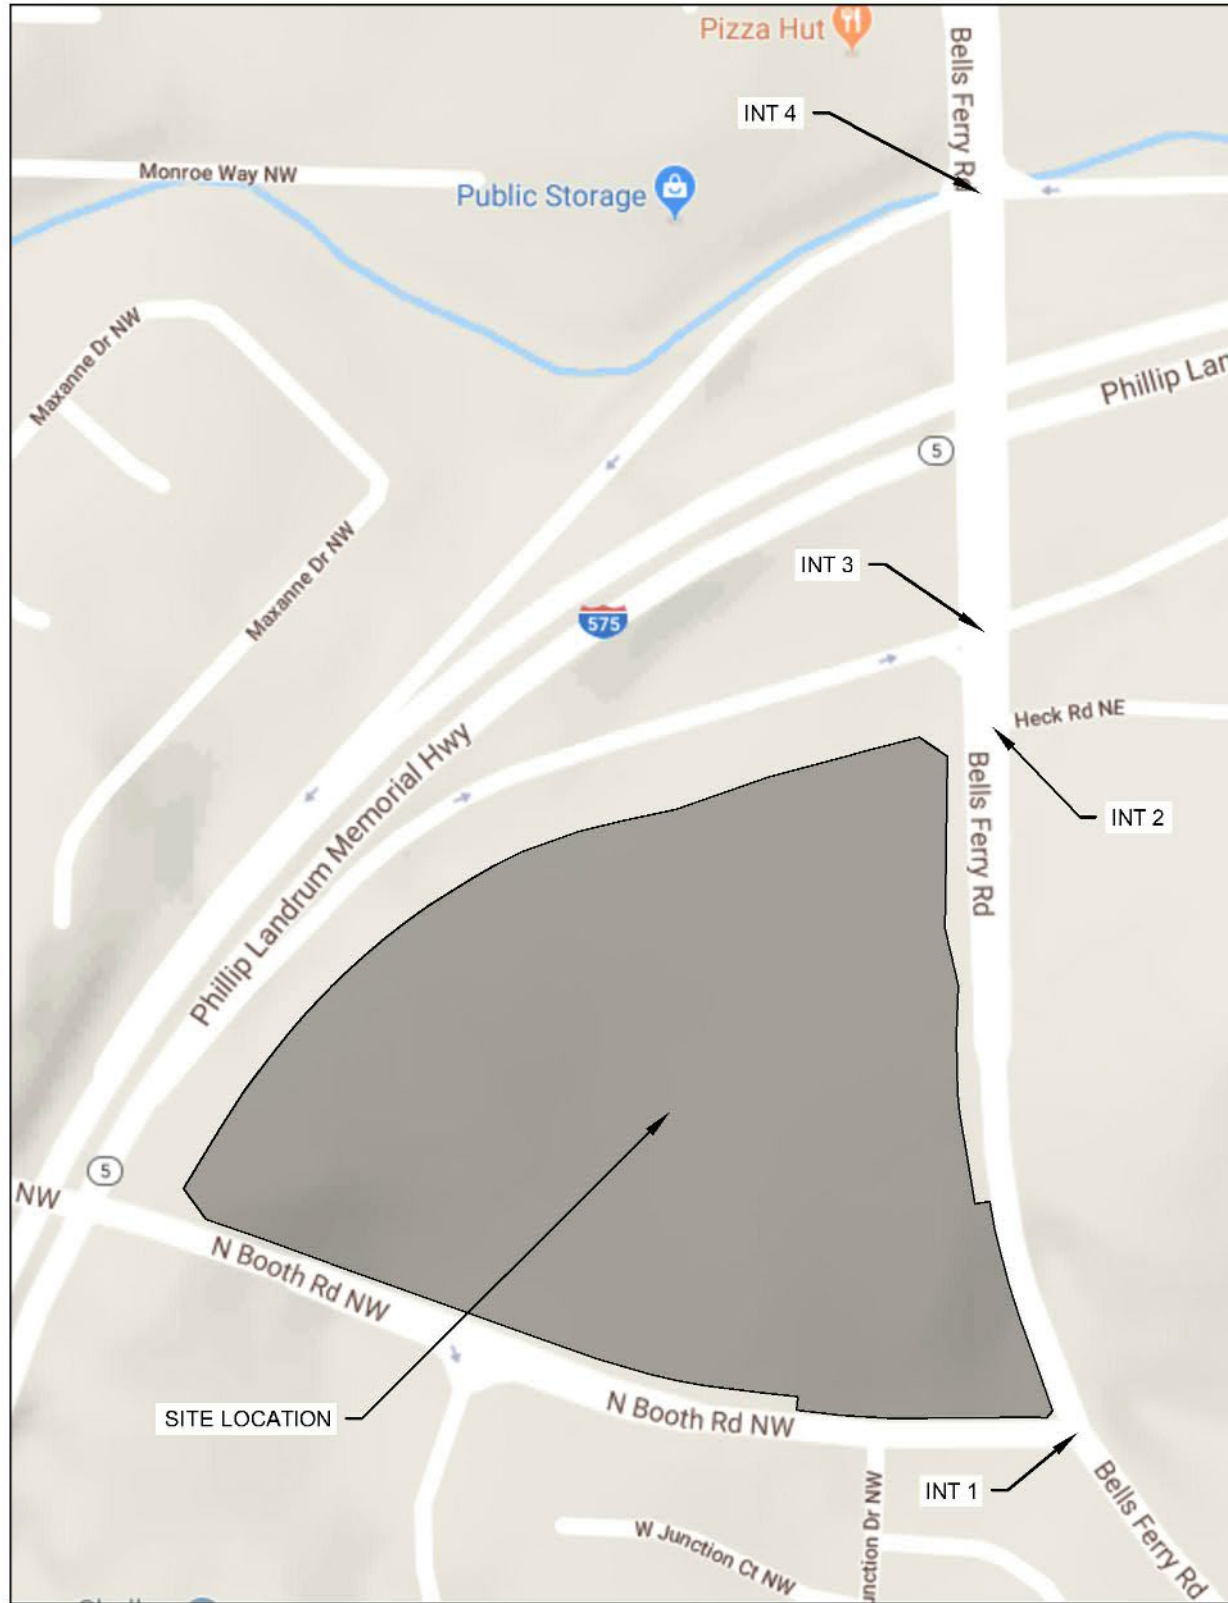 Pizza Hut
Bells Ferry Rd
INT 4
Monroe Way NW
Public Storage
Maxanne Dr NW
Phillip Lan
5
INT 3
Maxanne Dr NW
575
Heck Rd NE
INT 2
Bells Ferry Rd
Phillip Landrum Memorial Hwy
5
NW
N Booth Rd NW
SITE LOCATION
N Booth Rd NW
INT 1
Bells Ferry Rd
W Junction Ct NW
unction Dr NW